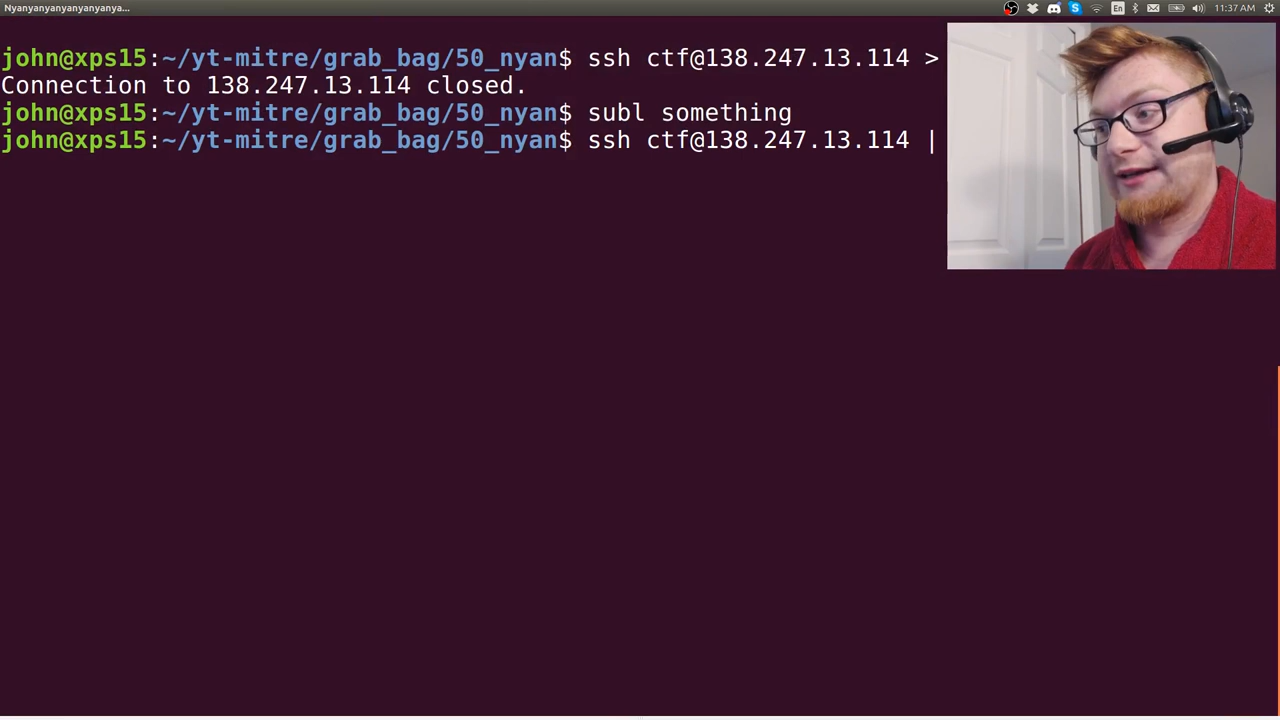 Nyanyanyanyanyanyanya...
En
11:37 AM
john@xps15:~/yt-mitre/grab_bag/50_nyan$ ssh ctf@138.247.13.114 >
Connection to 138.247.13.114 closed.
john@xps15:~/yt-mitre/grab_bag/50_nyan$ subl something
john@xps15:~/yt-mitre/grab_bag/50_nyan$ ssh ctf@138.247.13.114 |